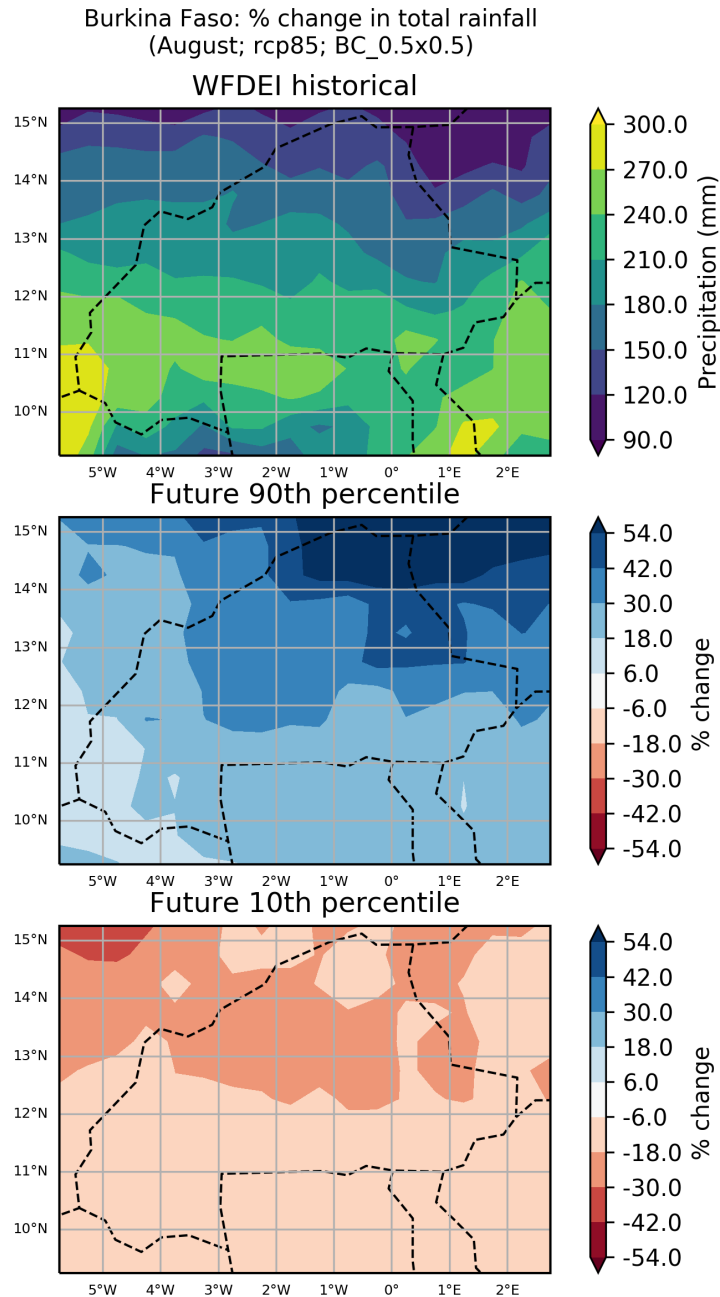 Burkina Faso: % change in total rainfall
(August; rcp85; BC_0.5x0.5)
WFDEI historical
15°N
14°N
13°N
12°N
11°N
10°N
5°W 4°W 3°W 2°W 1°W 0° 1°E 2°E
300.0
270.0
240.0
210.0
180.0
150.0
120.0
90.0
Precipitation (mm)
Future 90th percentile
15°N
14°N
13°N
12°N
11°N
10°N
5°W 4°W 3°W 2°W 1°W 0° 1°E 2°E
54.0
42.0
30.0
18.0
6.0
-6.0
-18.0
-30.0
-42.0
-54.0
% change
Future 10th percentile
15°N
14°N
13°N
12°N
11°N
10°N
5°W 4°W 3°W 2°W 1°W 0° 1°E 2°E
54.0
42.0
30.0
18.0
6.0
-6.0
-18.0
-30.0
-42.0
-54.0
% change